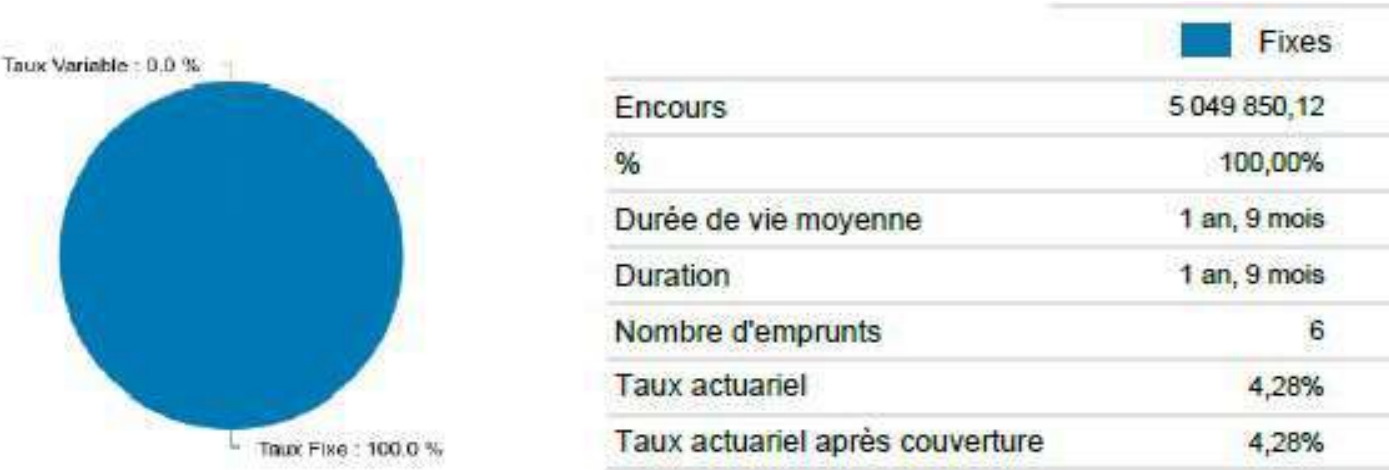 Taux Variable : 0.0 %
Taux Fixe : 100.0 %
Fixes
Encours 5 049 850,12
% 100,00%
Durée de vie moyenne 1 an, 9 mois
Duration 1 an, 9 mois
Nombre d'emprunts 6
Taux actuariel 4,28%
Taux actuariel après couverture 4,28%